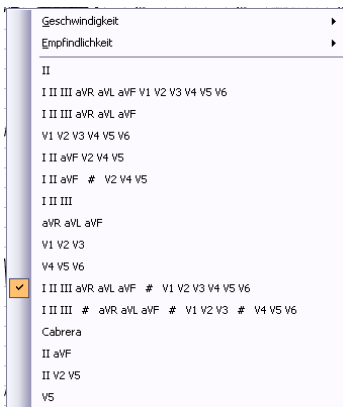 Geschwindigkeit
Empfindlichkeit
II
I II III aVR aVL aVF V1 V2 V3 V4 V5 V6
I II III aVR aVL aVF
V1 V2 V3 V4 V5 V6
I II aVF V2 V4 V5
I II aVF # V2 V4 V5
I II III
aVR aVL aVF
V1 V2 V3
V4 V5 V6
I II III aVR aVL aVF # V1 V2 V3 V4 V5 V6
I II III # aVR aVL aVF # V1 V2 V3 # V4 V5 V6
Cabrera
II aVF
II V2 V5
V5